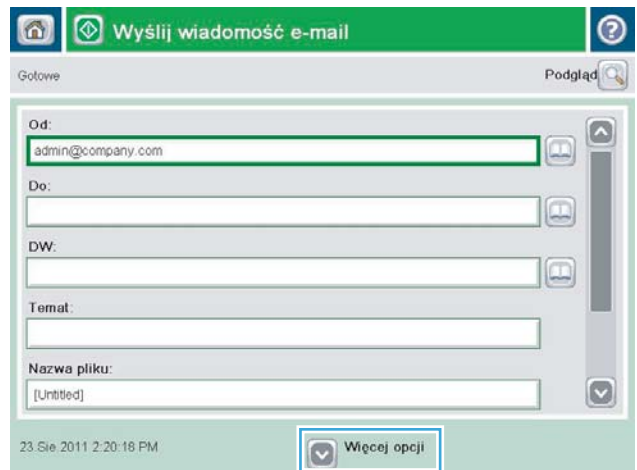 Wyślij wiadomość e-mail
Gotowe
Podgląd
Od:
admin@company.com
Do:
DW:
Temat:
Nazwa pliku:
[Untitled]
23 Sie 2011 2:20:18 PM
Więcej opcji